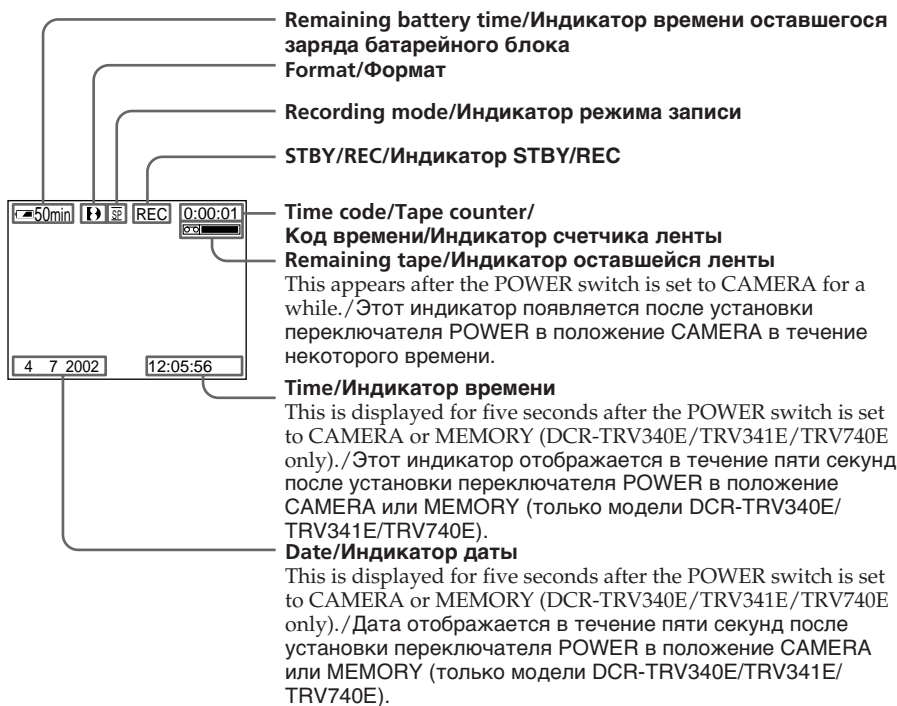 Remaining battery time/Индикатор времени оставшегося
заряда батарейного блока
Format/Формат
Recording mode/Индикатор режима записи
STBY/REC/Индикатор STBY/REC
50min SP REC 0:00:01
Time code/Tape counter/
Код времени/Индикатор счетчика ленты
Remaining tape/Индикатор оставшейся ленты
This appears after the POWER switch is set to CAMERA for a
while./Этот индикатор появляется после установки
переключателя POWER в положение CAMERA в течение
некоторого времени.
4 7 2002 12:05:56
Time/Индикатор времени
This is displayed for five seconds after the POWER switch is set
to CAMERA or MEMORY (DCR-TRV340E/TRV341E/TRV740E
only)./Этот индикатор отображается в течение пяти секунд
после установки переключателя POWER в положение
CAMERA или MEMORY (только модели DCR-TRV340E/
TRV341E/TRV740E).
Date/Индикатор даты
This is displayed for five seconds after the POWER switch is set
to CAMERA or MEMORY (DCR-TRV340E/TRV341E/TRV740E
only)./Дата отображается в течение пяти секунд после
установки переключателя POWER в положение CAMERA
или MEMORY (только модели DCR-TRV340E/TRV341E/
TRV740E).